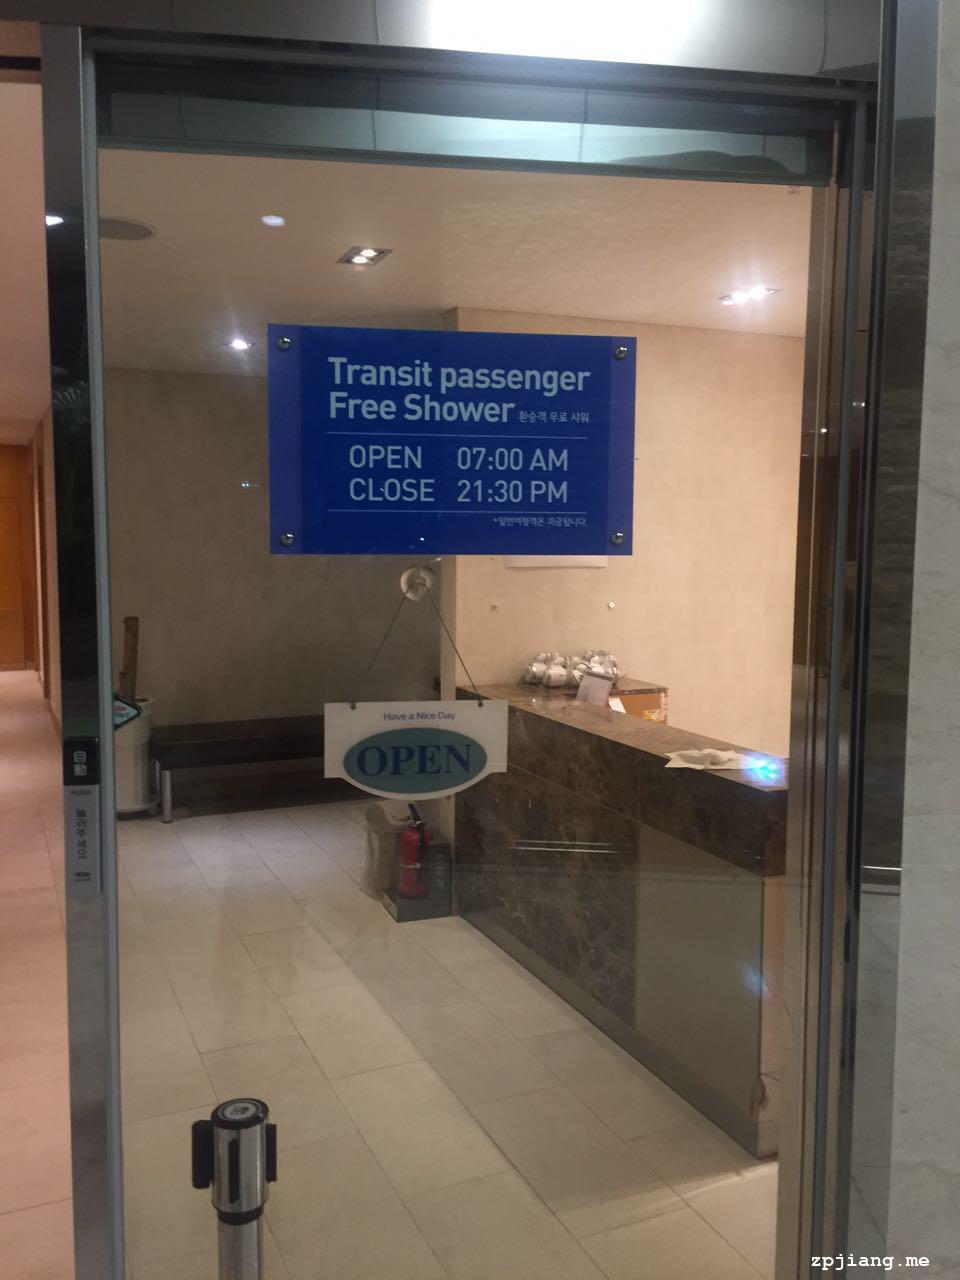 Transit passenger
Free Shower 환승객 무료 샤워
OPEN 07:00 AM
CLOSE 21:30 PM
*일반여행객은 과금됩니다.
Have a Nice Day
OPEN
自動
zpjiang.me